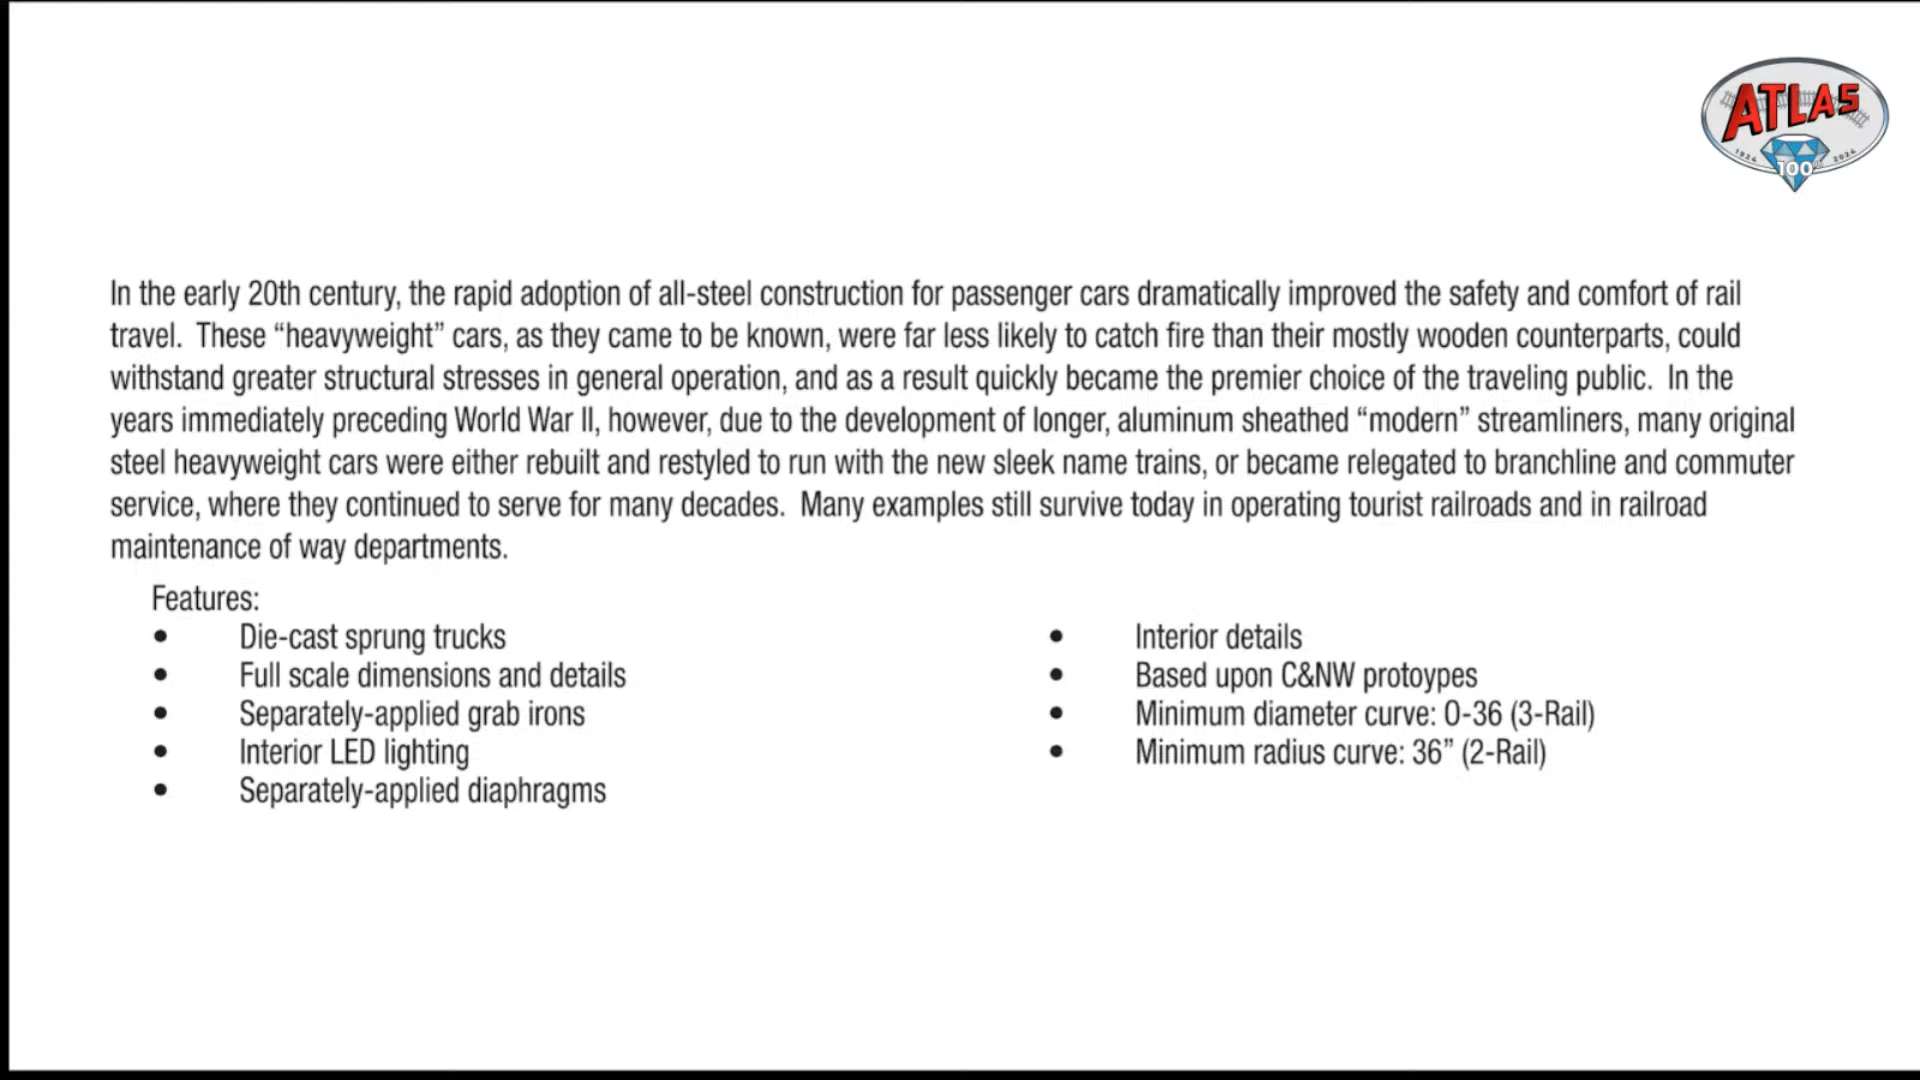 ATLAS
1924 100 2024
In the early 20th century, the rapid adoption of all-steel construction for passenger cars dramatically improved the safety and comfort of rail
travel.  These “heavyweight” cars, as they came to be known, were far less likely to catch fire than their mostly wooden counterparts, could
withstand greater structural stresses in general operation, and as a result quickly became the premier choice of the traveling public.  In the
years immediately preceding World War II, however, due to the development of longer, aluminum sheathed “modern” streamliners, many original
steel heavyweight cars were either rebuilt and restyled to run with the new sleek name trains, or became relegated to branchline and commuter
service, where they continued to serve for many decades.  Many examples still survive today in operating tourist railroads and in railroad
maintenance of way departments.
Features:
• Die-cast sprung trucks
• Full scale dimensions and details
• Separately-applied grab irons
• Interior LED lighting
• Separately-applied diaphragms
• Interior details
• Based upon C&NW protoypes
• Minimum diameter curve: O-36 (3-Rail)
• Minimum radius curve: 36” (2-Rail)